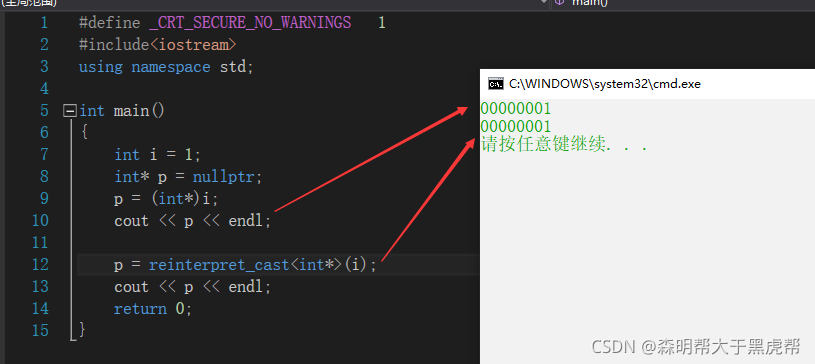 (全局范围)
main()
1 #define _CRT_SECURE_NO_WARNINGS 1
2 #include<iostream>
3 using namespace std;
4
5 int main()
6 {
7 int i = 1;
8 int* p = nullptr;
9 p = (int*)i;
10 cout << p << endl;
11
12 p = reinterpret_cast<int*>(i);
13 cout << p << endl;
14 return 0;
15 }
C:\WINDOWS\system32\cmd.exe
00000001
00000001
请按任意键继续. . .
CSDN @森明帮大于黑虎帮